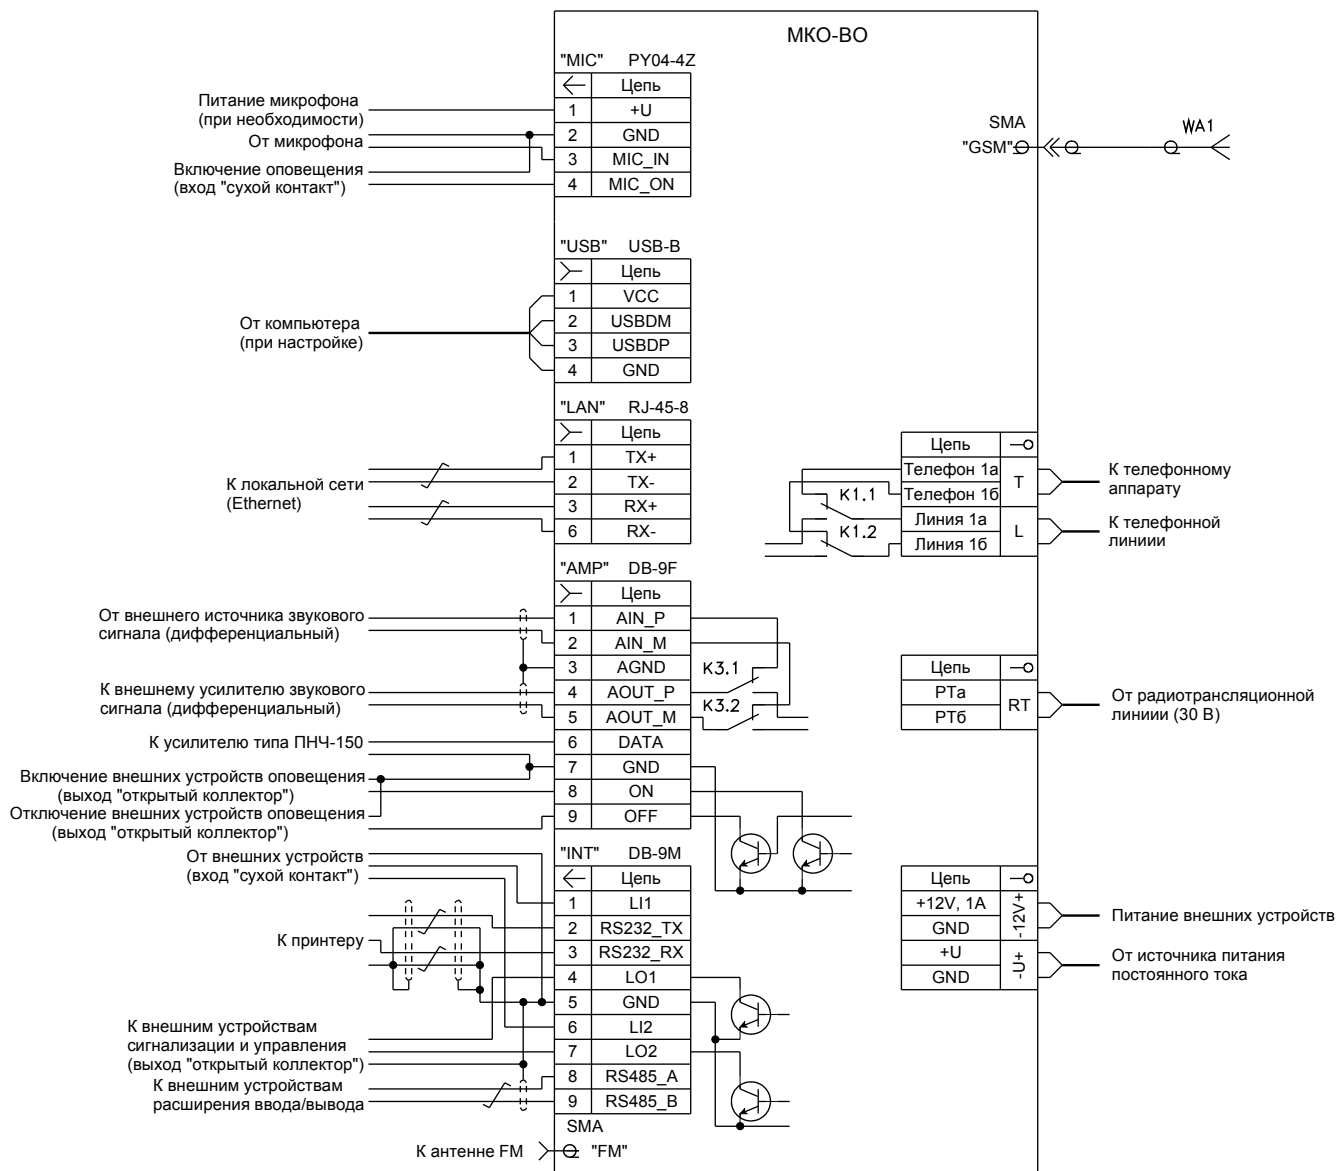 МКО-ВО
"MIC" PY04-4Z
Цепь
Питание микрофона
(при необходимости)
1 +U
2 GND
От микрофона
3 MIC_IN
Включение оповещения
(вход "сухой контакт")
4 MIC_ON
SMA
"GSM"
WA1
"USB" USB-B
Цепь
1 VCC
2 USBDM
От компьютера
(при настройке)
3 USBDP
4 GND
"LAN" RJ-45-8
Цепь
1 TX+
2 TX-
К локальной сети
(Ethernet)
3 RX+
6 RX-
Цепь
Телефон 1а
Телефон 1б
T
К телефонному
аппарату
K1.1
Линия 1а
Линия 1б
L
К телефонной
линиии
K1.2
"AMP" DB-9F
Цепь
От внешнего источника звукового
сигнала (дифференциальный)
1 AIN_P
2 AIN_M
3 AGND
K3.1
К внешнему усилителю звукового
сигнала (дифференциальный)
4 AOUT_P
K3.2
5 AOUT_M
К усилителю типа ПНЧ-150
6 DATA
7 GND
Включение внешних устройств оповещения
(выход "открытый коллектор")
8 ON
Отключение внешних устройств оповещения
(выход "открытый коллектор")
9 OFF
Цепь
РТа
РТб
RT
От радиотрансляционной
линиии (30 В)
"INT" DB-9M
Цепь
От внешних устройств
(вход "сухой контакт")
1 LI1
2 RS232_TX
К принтеру
3 RS232_RX
4 LO1
5 GND
6 LI2
К внешним устройствам
сигнализации и управления
(выход "открытый коллектор")
7 LO2
8 RS485_A
К внешним устройствам
расширения ввода/вывода
9 RS485_B
Цепь
+12V, 1A
GND
-12V+
Питание внешних устройств
+U
GND
-U+
От источника питания
постоянного тока
SMA
К антенне FM
"FM"